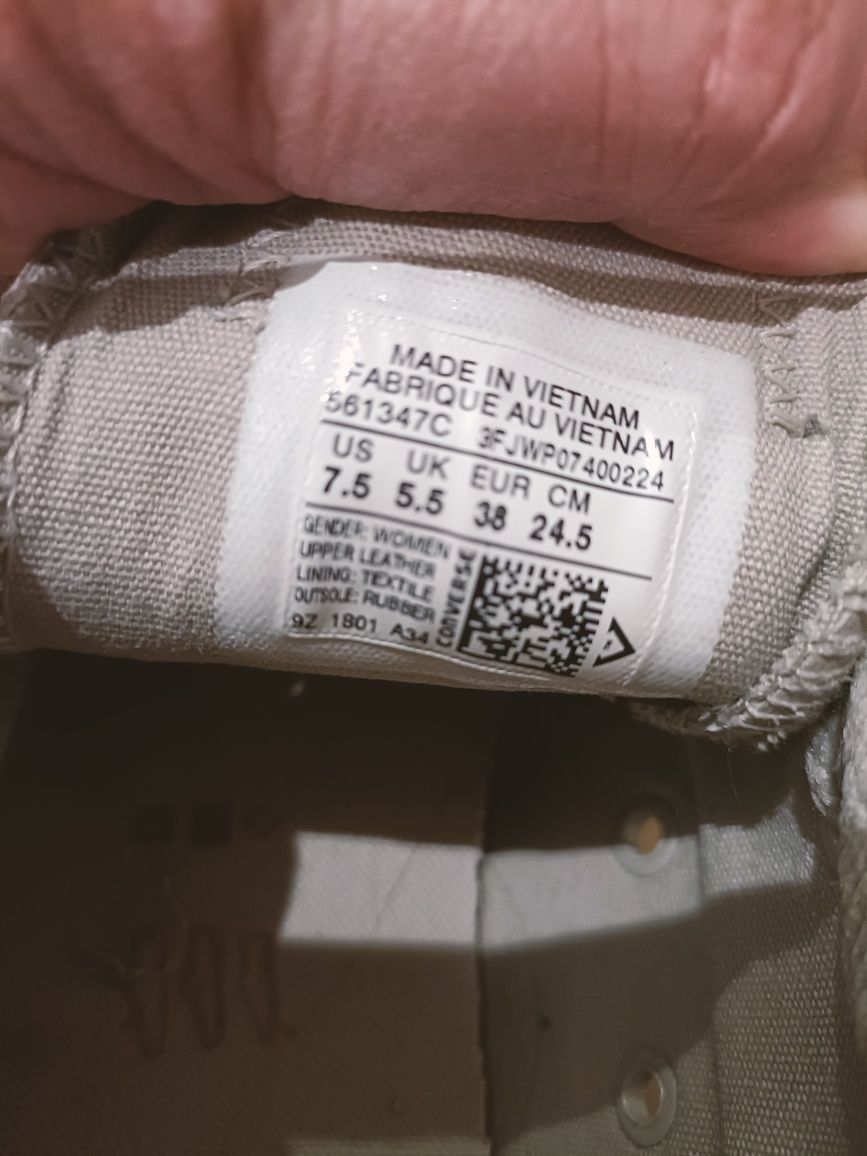 MADE IN VIETNAM
FABRIQUE AU VIETNAM
561347C 3FJWP07400224
US UK EUR CM
7.5 5.5 38 24.5
GENDER: WOMEN
UPPER LEATHER
LINING: TEXTILE
OUTSOLE: RUBBER
9Z 1801 A34
CONVERSE